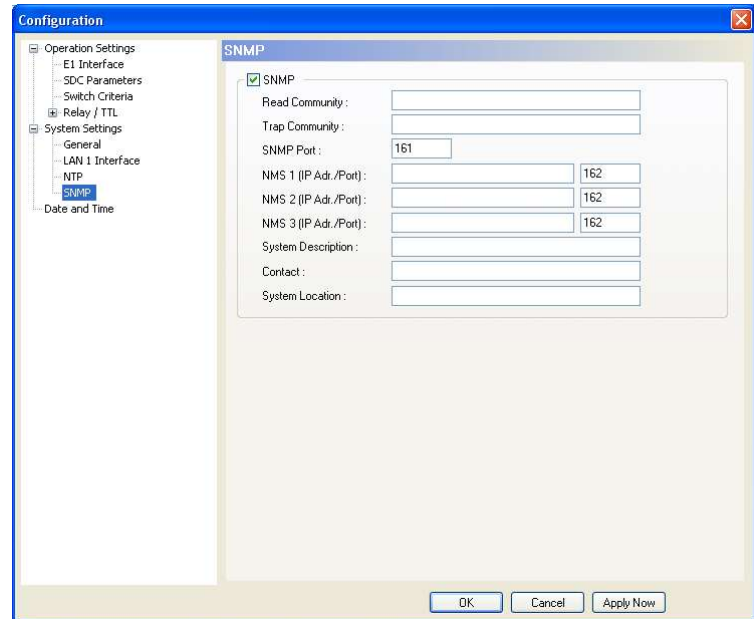 Configuration
Operation Settings
E1 Interface
SDC Parameters
Switch Criteria
Relay / TTL
System Settings
General
LAN 1 Interface
NTP
SNMP
Date and Time
SNMP
SNMP
Read Community :
Trap Community :
SNMP Port : 161
NMS 1 (IP Adr./Port) : 162
NMS 2 (IP Adr./Port) : 162
NMS 3 (IP Adr./Port) : 162
System Description :
Contact :
System Location :
OK Cancel Apply Now